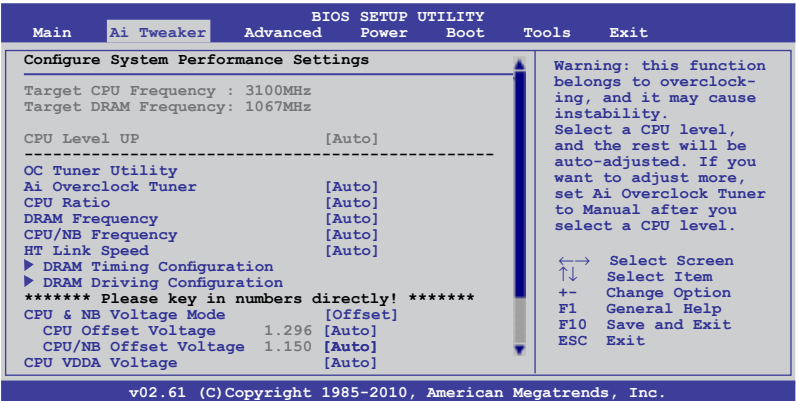 BIOS SETUP UTILITY
Main Ai Tweaker Advanced Power Boot Tools Exit
Configure System Performance Settings
Target CPU Frequency : 3100MHz
Target DRAM Frequency: 1067MHz
CPU Level UP [Auto]
OC Tuner Utility
Ai Overclock Tuner [Auto]
CPU Ratio [Auto]
DRAM Frequency [Auto]
CPU/NB Frequency [Auto]
HT Link Speed [Auto]
DRAM Timing Configuration
DRAM Driving Configuration
******* Please key in numbers directly! *******
CPU & NB Voltage Mode [Offset]
CPU Offset Voltage 1.296 [Auto]
CPU/NB Offset Voltage 1.150 [Auto]
CPU VDDA Voltage [Auto]
Warning: this function
belongs to overclock-
ing, and it may cause
instability.
Select a CPU level,
and the rest will be
auto-adjusted. If you
want to adjust more,
set Ai Overclock Tuner
to Manual after you
select a CPU level.
←→ Select Screen
↑↓ Select Item
+- Change Option
F1 General Help
F10 Save and Exit
ESC Exit
v02.61 (C)Copyright 1985-2010, American Megatrends, Inc.